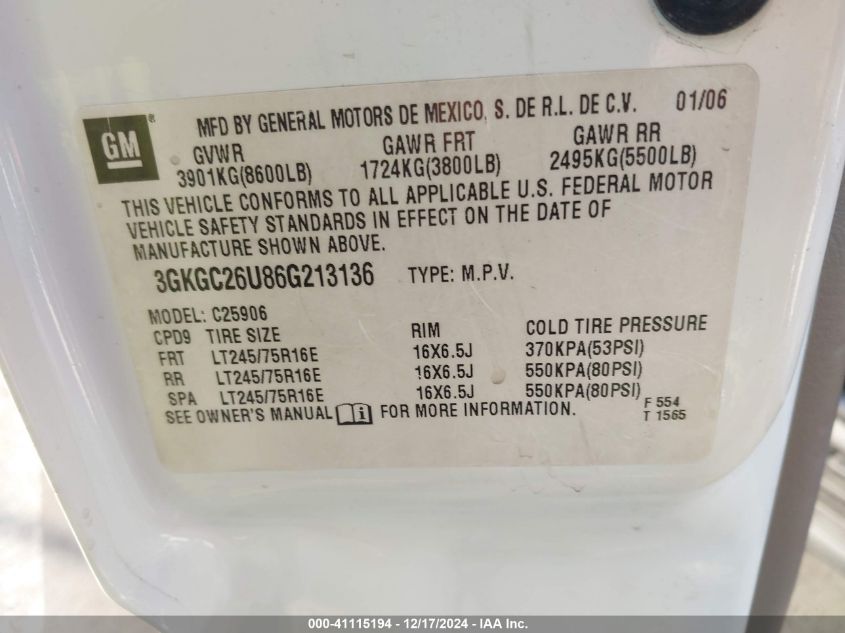 GM ®
MFD BY GENERAL MOTORS DE MEXICO, S. DE R.L. DE C.V. 01/06
GVWR GAWR FRT GAWR RR
3901KG(8600LB) 1724KG(3800LB) 2495KG(5500LB)
THIS VEHICLE CONFORMS TO ALL APPLICABLE U.S. FEDERAL MOTOR
VEHICLE SAFETY STANDARDS IN EFFECT ON THE DATE OF
MANUFACTURE SHOWN ABOVE.
3GKGC26U86G213136 TYPE: M.P.V.
MODEL: C25906
CPD9 TIRE SIZE RIM COLD TIRE PRESSURE
FRT LT245/75R16E 16X6.5J 370KPA(53PSI)
RR LT245/75R16E 16X6.5J 550KPA(80PSI)
SPA LT245/75R16E 16X6.5J 550KPA(80PSI)
SEE OWNER'S MANUAL i FOR MORE INFORMATION.
F 554
T 1565
000-41115194 - 12/17/2024 - IAA Inc.